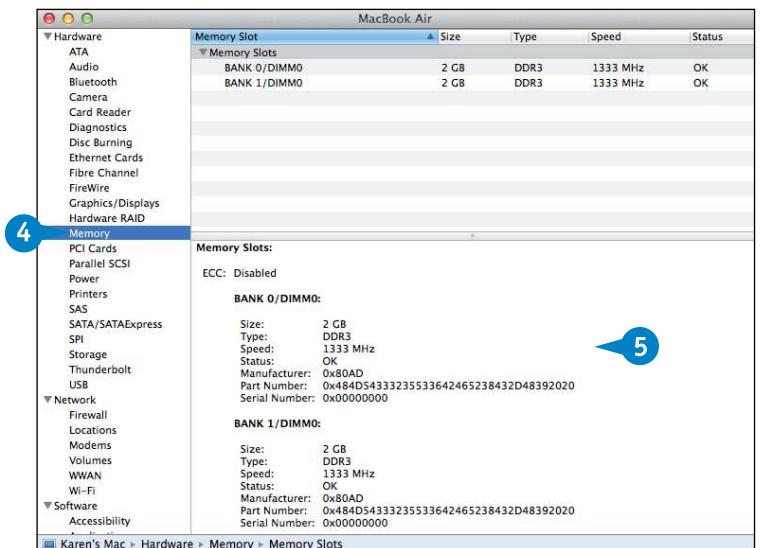 MacBook Air
Hardware
ATA
Audio
Bluetooth
Camera
Card Reader
Diagnostics
Disc Burning
Ethernet Cards
Fibre Channel
FireWire
Graphics/Displays
Hardware RAID
4
Memory
PCI Cards
Parallel SCSI
Power
Printers
SAS
SATA/SATAExpress
SPI
Storage
Thunderbolt
USB
Network
Firewall
Locations
Modems
Volumes
WWAN
Wi-Fi
Software
Accessibility
Memory Slot Size Type Speed Status
Memory Slots
BANK 0/DIMM0 2 GB DDR3 1333 MHz OK
BANK 1/DIMM0 2 GB DDR3 1333 MHz OK
Memory Slots:
ECC: Disabled
BANK 0/DIMM0:
Size: 2 GB
Type: DDR3
Speed: 1333 MHz
Status: OK
Manufacturer: 0x80AD
Part Number: 0x484D54333235533642465238432D48392020
Serial Number: 0x00000000
5
BANK 1/DIMM0:
Size: 2 GB
Type: DDR3
Speed: 1333 MHz
Status: OK
Manufacturer: 0x80AD
Part Number: 0x484D54333235533642465238432D48392020
Serial Number: 0x00000000
Karen's Mac ▸ Hardware ▸ Memory ▸ Memory Slots